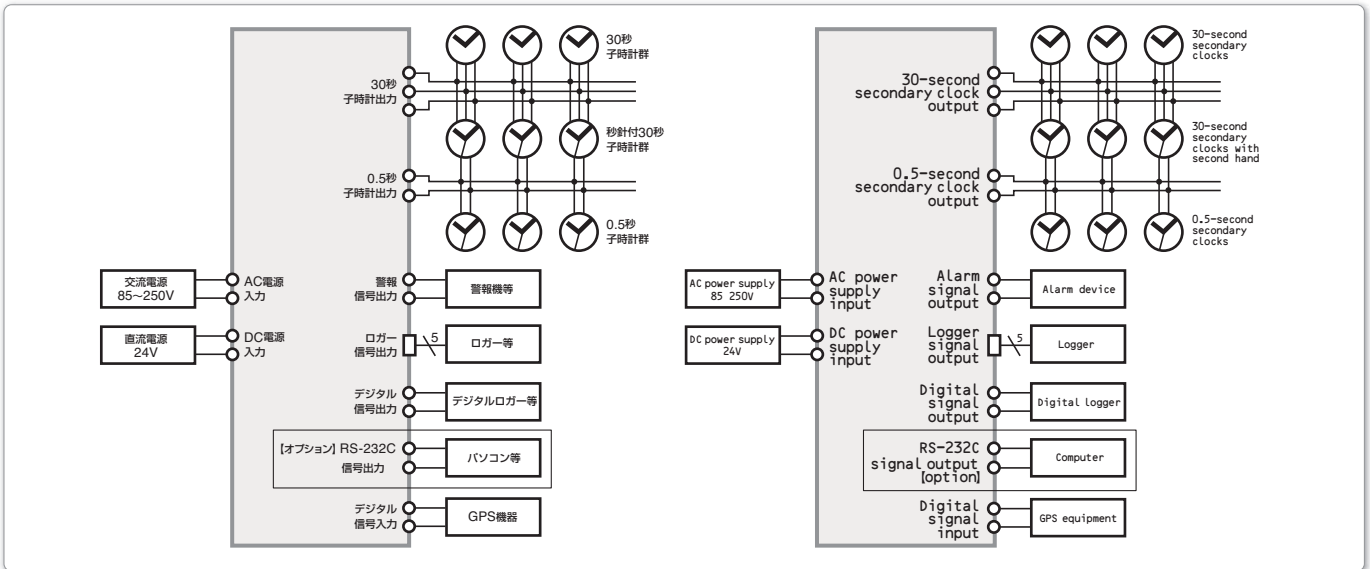 30秒
子時計群
30秒
子時計出力
秒針付30秒
子時計群
0.5秒
子時計出力
0.5秒
子時計群
交流電源
85~250V
AC電源
入力
警報
信号出力
警報機等
直流電源
24V
DC電源
入力
ロガー
信号出力
5
ロガー等
デジタル
信号出力
デジタルロガー等
【オプション】RS-232C
信号出力
パソコン等
デジタル
信号入力
GPS機器
30-second
secondary
clocks
30-second
secondary clock
output
30-second
secondary
clocks with
second hand
0.5-second
secondary clock
output
0.5-second
secondary
clocks
AC power supply
85 250V
AC power
supply
input
Alarm
signal
output
Alarm device
DC power supply
24V
DC power
supply
input
Logger
signal
output
5
Logger
Digital
signal
output
Digital logger
RS-232C
signal output
【option】
Computer
Digital
signal
input
GPS equipment